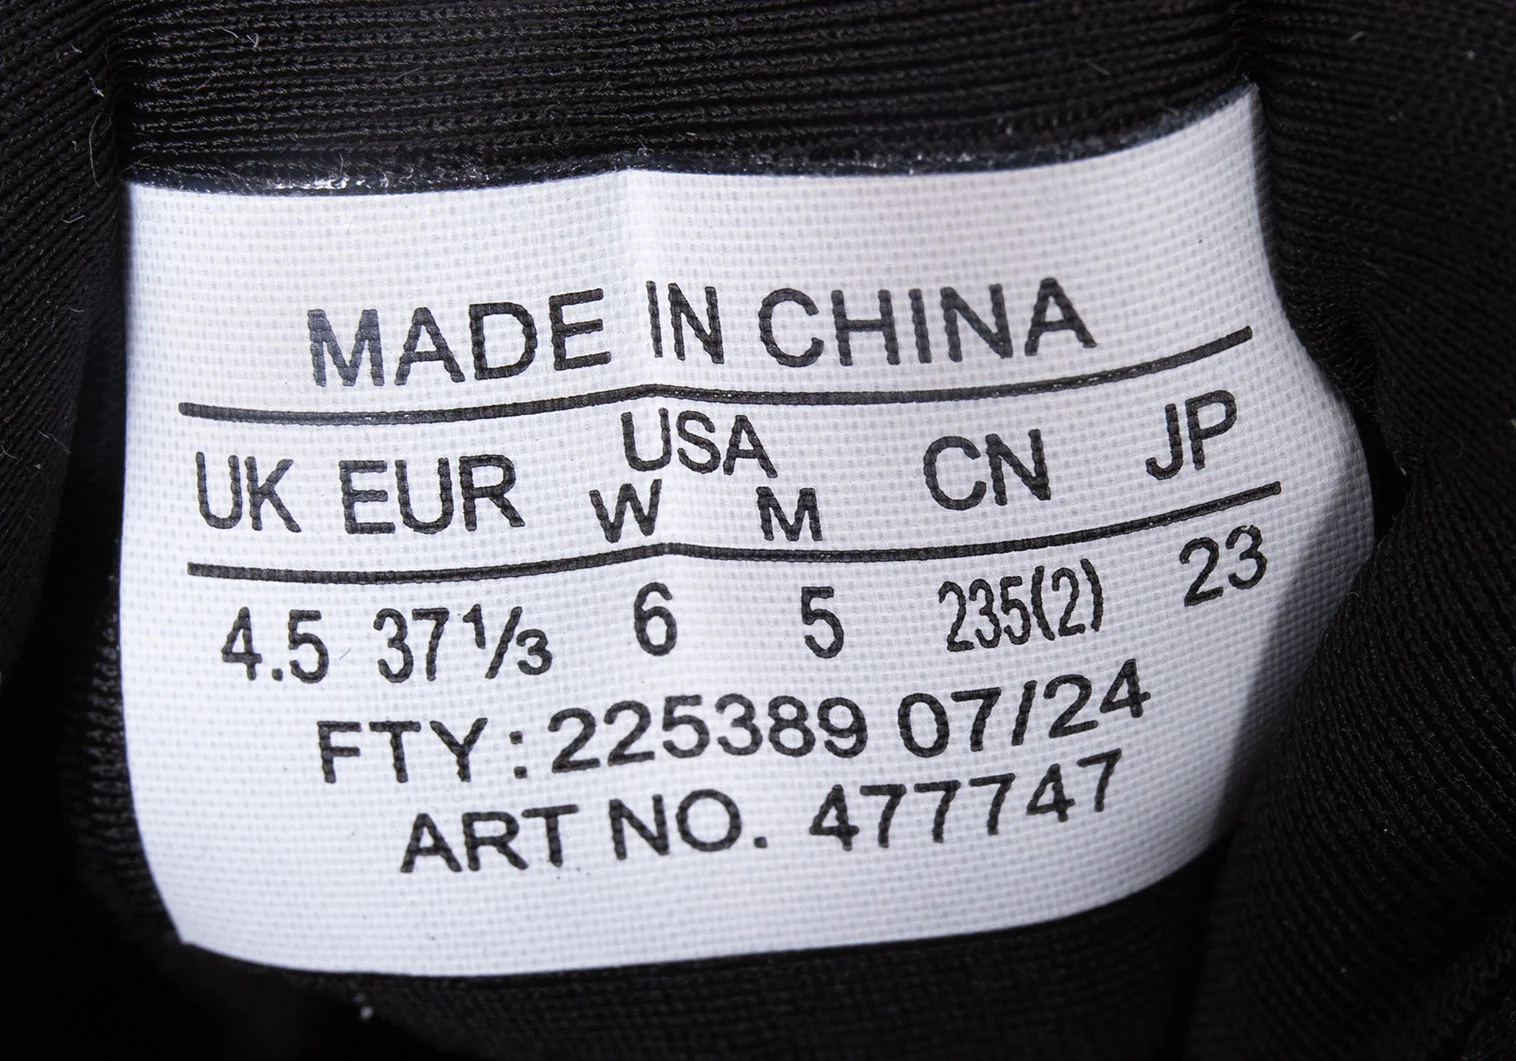 MADE IN CHINA
UK EUR USA CN JP
W M
4.5 37⅓ 6 5 235(2) 23
FTY: 225389 07/24
ART NO. 477747